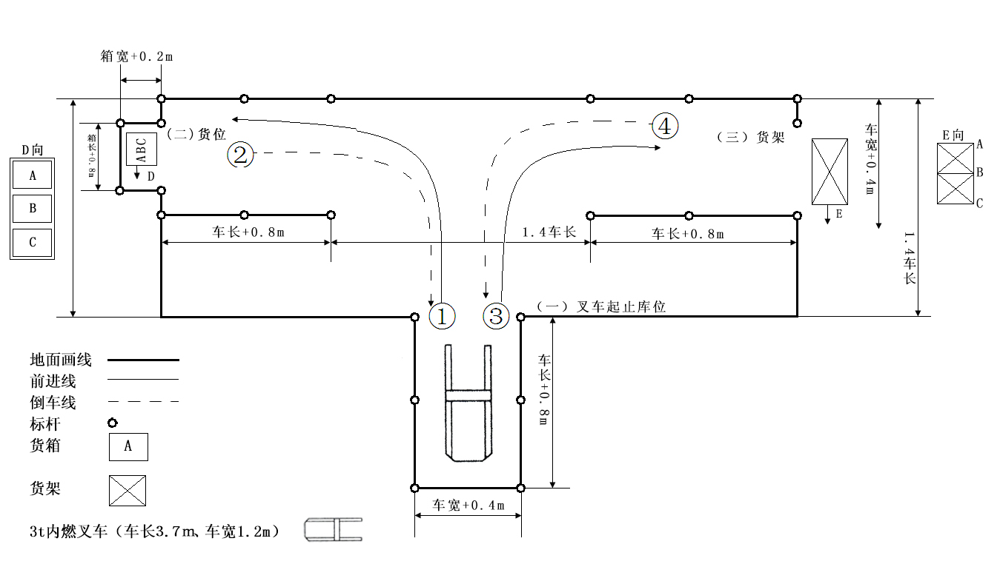 箱宽+0.2m
(二)货位
④
(三）货架
车宽+0.4m
E向
A
B
C
箱长+0.8m
ABC
D
②
D向
A
B
C
E
车长+0.8m
1.4车长
车长+0.8m
1.4车长
①
③
(一）叉车起止库位
车长+0.8m
地面画线
前进线
倒车线
标杆
货箱
A
货架
车宽+0.4m
3t内燃叉车（车长3.7m、车宽1.2m）